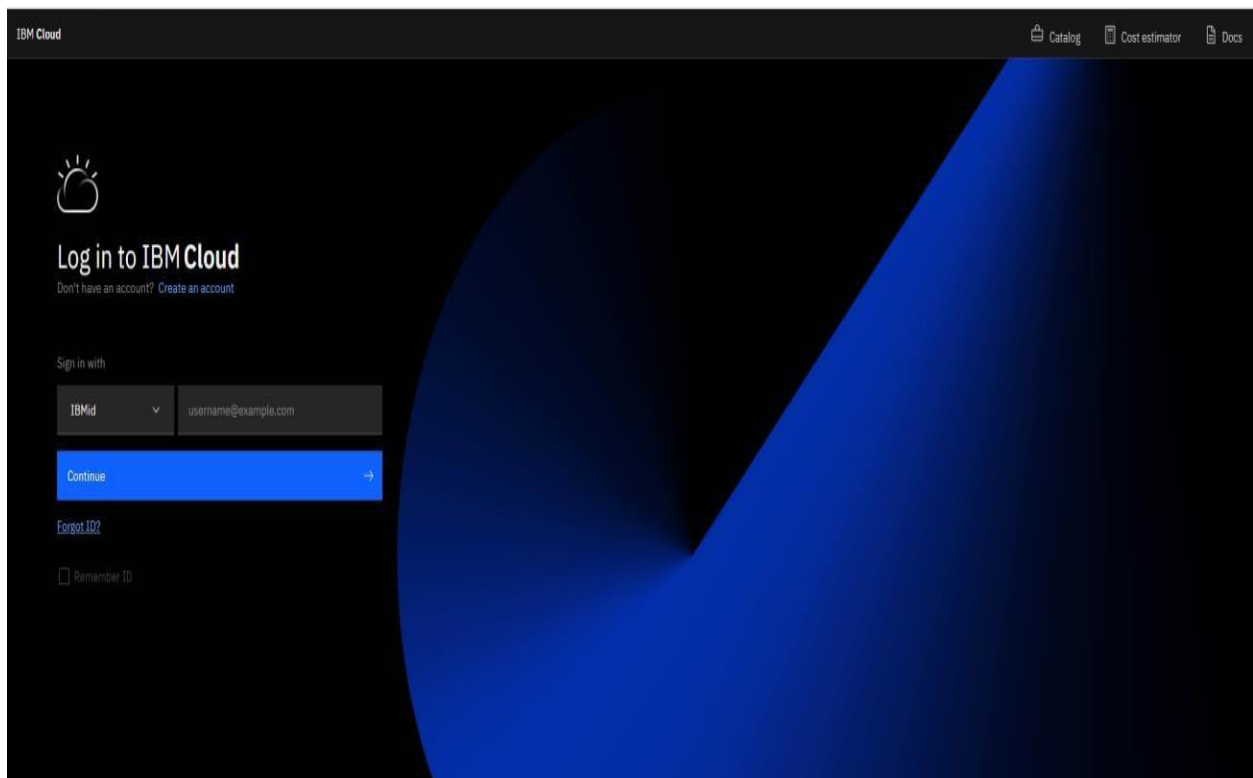 IBM Cloud
Catalog
Cost estimator
Docs
Log in to IBM Cloud
Don't have an account? Create an account
Sign in with
IBMid
username@example.com
Continue
Forgot ID?
Remember ID